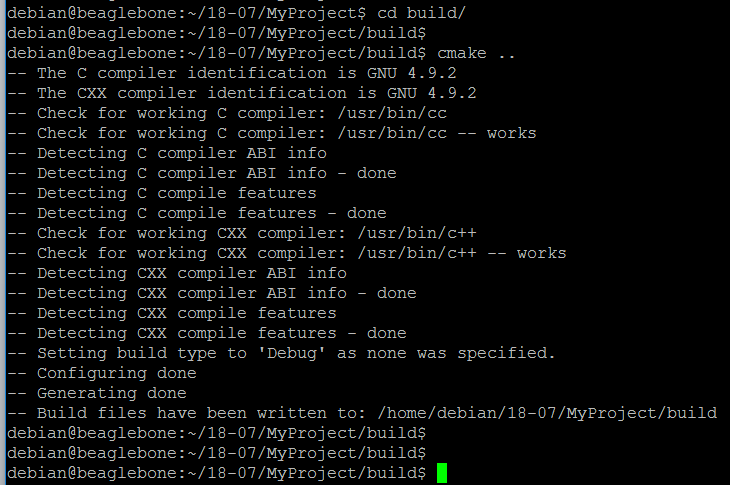 debian@beaglebone:~/18-07/MyProject$ cd build/
debian@beaglebone:~/18-07/MyProject/build$
debian@beaglebone:~/18-07/MyProject/build$ cmake ..
-- The C compiler identification is GNU 4.9.2
-- The CXX compiler identification is GNU 4.9.2
-- Check for working C compiler: /usr/bin/cc
-- Check for working C compiler: /usr/bin/cc -- works
-- Detecting C compiler ABI info
-- Detecting C compiler ABI info - done
-- Detecting C compile features
-- Detecting C compile features - done
-- Check for working CXX compiler: /usr/bin/c++
-- Check for working CXX compiler: /usr/bin/c++ -- works
-- Detecting CXX compiler ABI info
-- Detecting CXX compiler ABI info - done
-- Detecting CXX compile features
-- Detecting CXX compile features - done
-- Setting build type to 'Debug' as none was specified.
-- Configuring done
-- Generating done
-- Build files have been written to: /home/debian/18-07/MyProject/build
debian@beaglebone:~/18-07/MyProject/build$
debian@beaglebone:~/18-07/MyProject/build$
debian@beaglebone:~/18-07/MyProject/build$